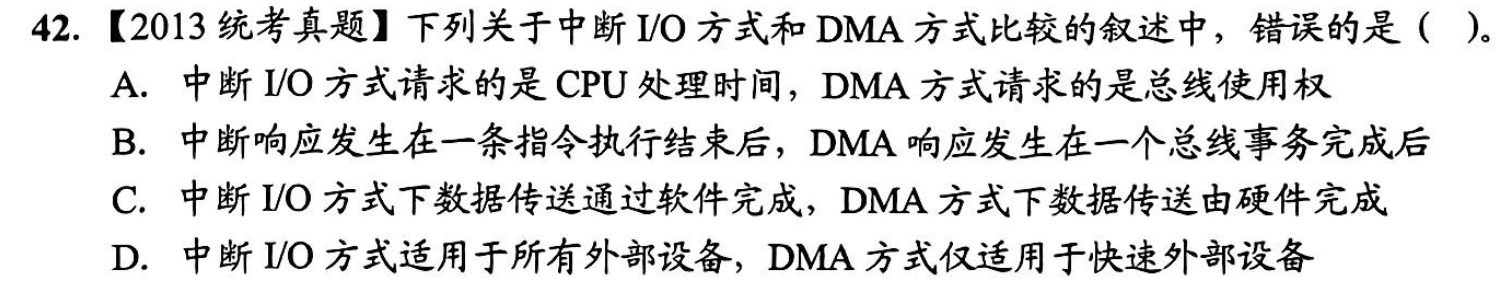 42.【2013 统考真题】下列关于中断 I/O 方式和 DMA 方式比较的叙述中，错误的是（ ）。
A. 中断 I/O 方式请求的是 CPU 处理时间，DMA 方式请求的是总线使用权
B. 中断响应发生在一条指令执行结束后，DMA 响应发生在一个总线事务完成后
C. 中断 I/O 方式下数据传送通过软件完成，DMA 方式下数据传送由硬件完成
D. 中断 I/O 方式适用于所有外部设备，DMA 方式仅适用于快速外部设备